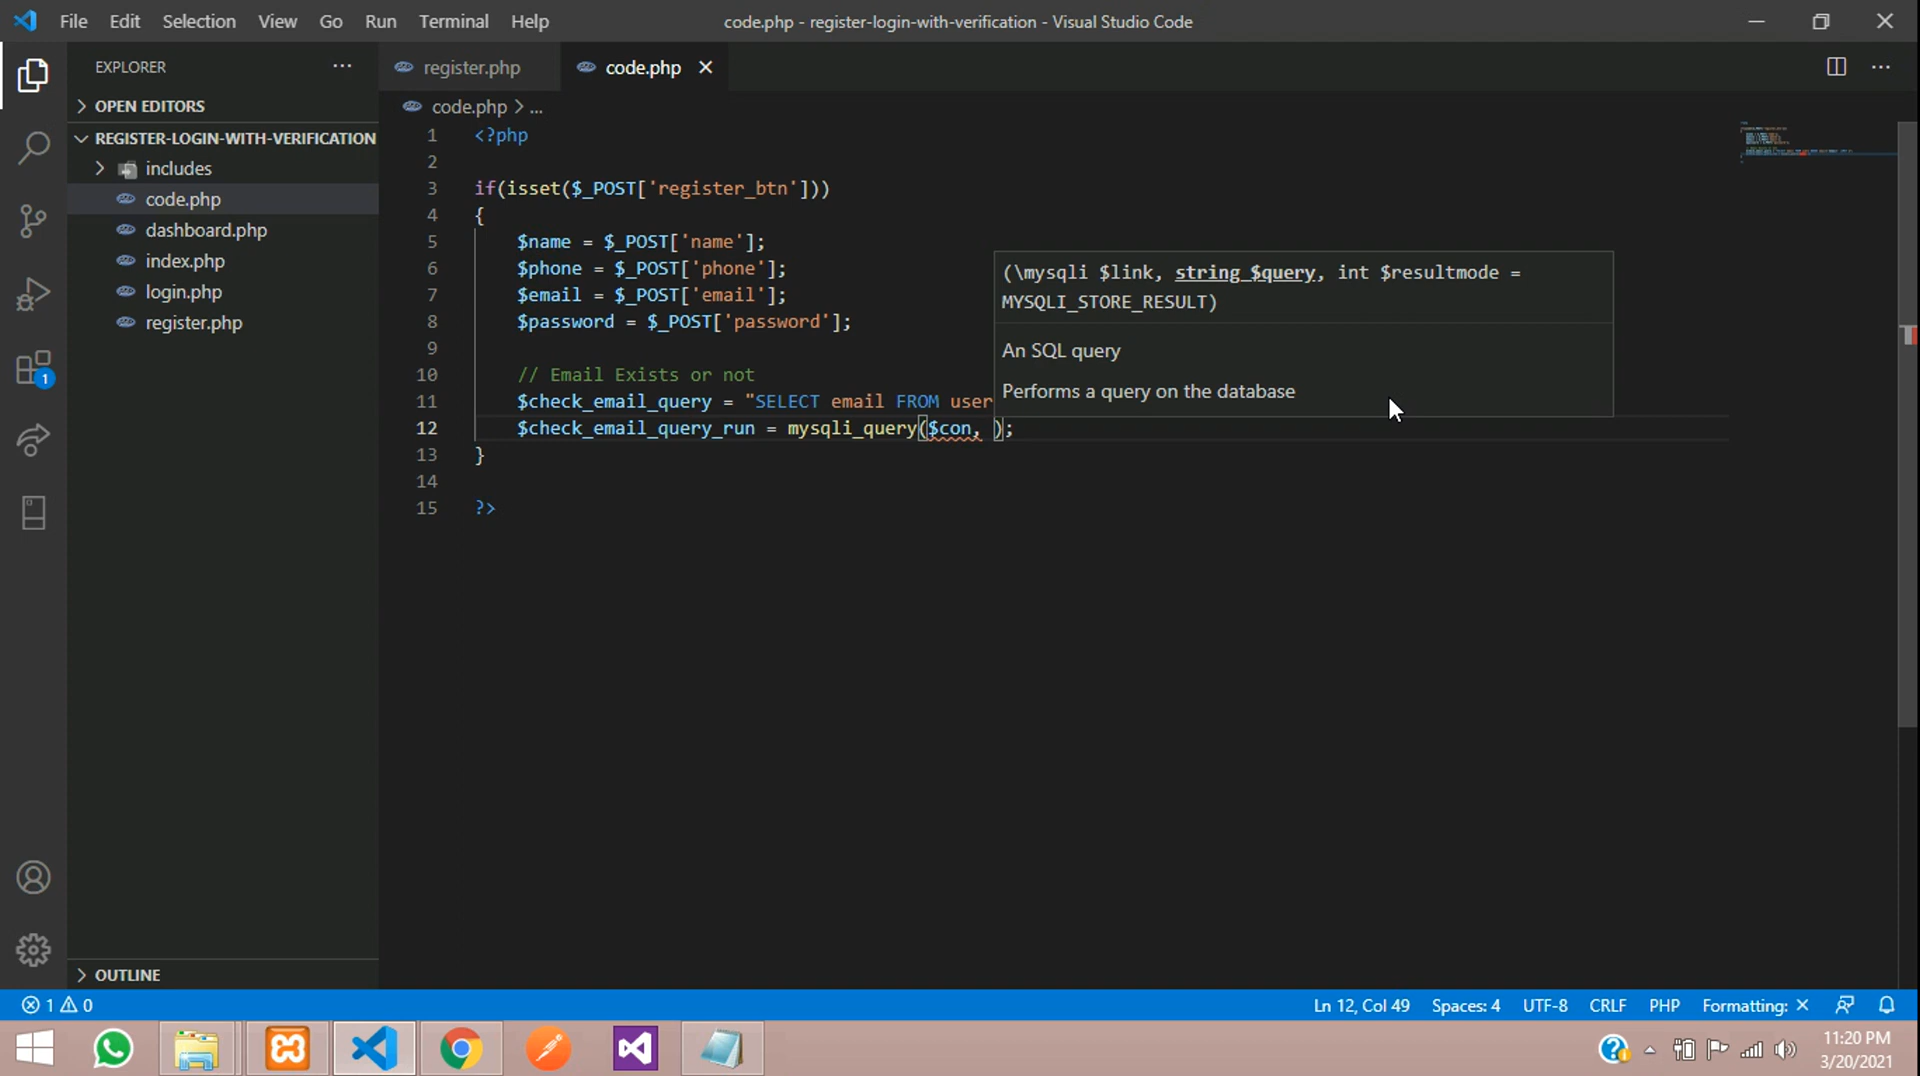 File Edit Selection View Go Run Terminal Help code.php - register-login-with-verification - Visual Studio Code
EXPLORER ...
OPEN EDITORS
REGISTER-LOGIN-WITH-VERIFICATION
includes
code.php
dashboard.php
index.php
login.php
register.php
OUTLINE
register.php code.php
code.php > ...
1 <?php
2
3 if(isset($_POST['register_btn']))
4 {
5 $name = $_POST['name'];
6 $phone = $_POST['phone'];
7 $email = $_POST['email'];
8 $password = $_POST['password'];
9
10 // Email Exists or not
11 $check_email_query = "SELECT email FROM user
12 $check_email_query_run = mysqli_query($con, );
13 }
14
15 ?>
(\mysqli $link, string $query, int $resultmode =
MYSQLI_STORE_RESULT)
An SQL query
Performs a query on the database
1
1 0 Ln 12, Col 49 Spaces: 4 UTF-8 CRLF PHP Formatting: ×
11:20 PM
3/20/2021